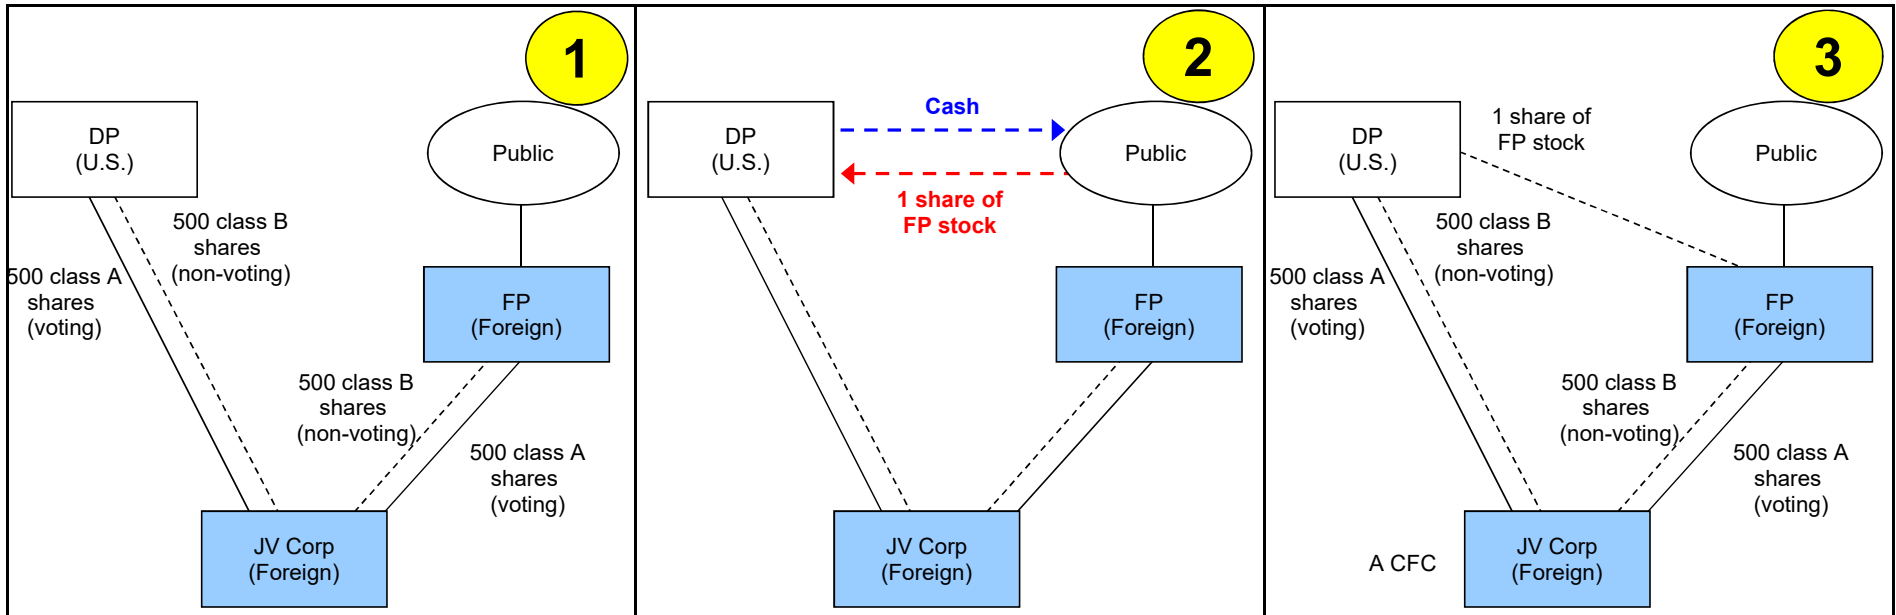 1
DP
(U.S.)
Public
500 class B
shares
(non-voting)
500 class A
shares
(voting)
FP
(Foreign)
500 class B
shares
(non-voting)
500 class A
shares
(voting)
JV Corp
(Foreign)
2
Cash
DP
(U.S.)
Public
1 share of
FP stock
FP
(Foreign)
JV Corp
(Foreign)
3
1 share of
FP stock
DP
(U.S.)
Public
500 class B
shares
(non-voting)
500 class A
shares
(voting)
FP
(Foreign)
500 class B
shares
(non-voting)
500 class A
shares
(voting)
A CFC
JV Corp
(Foreign)